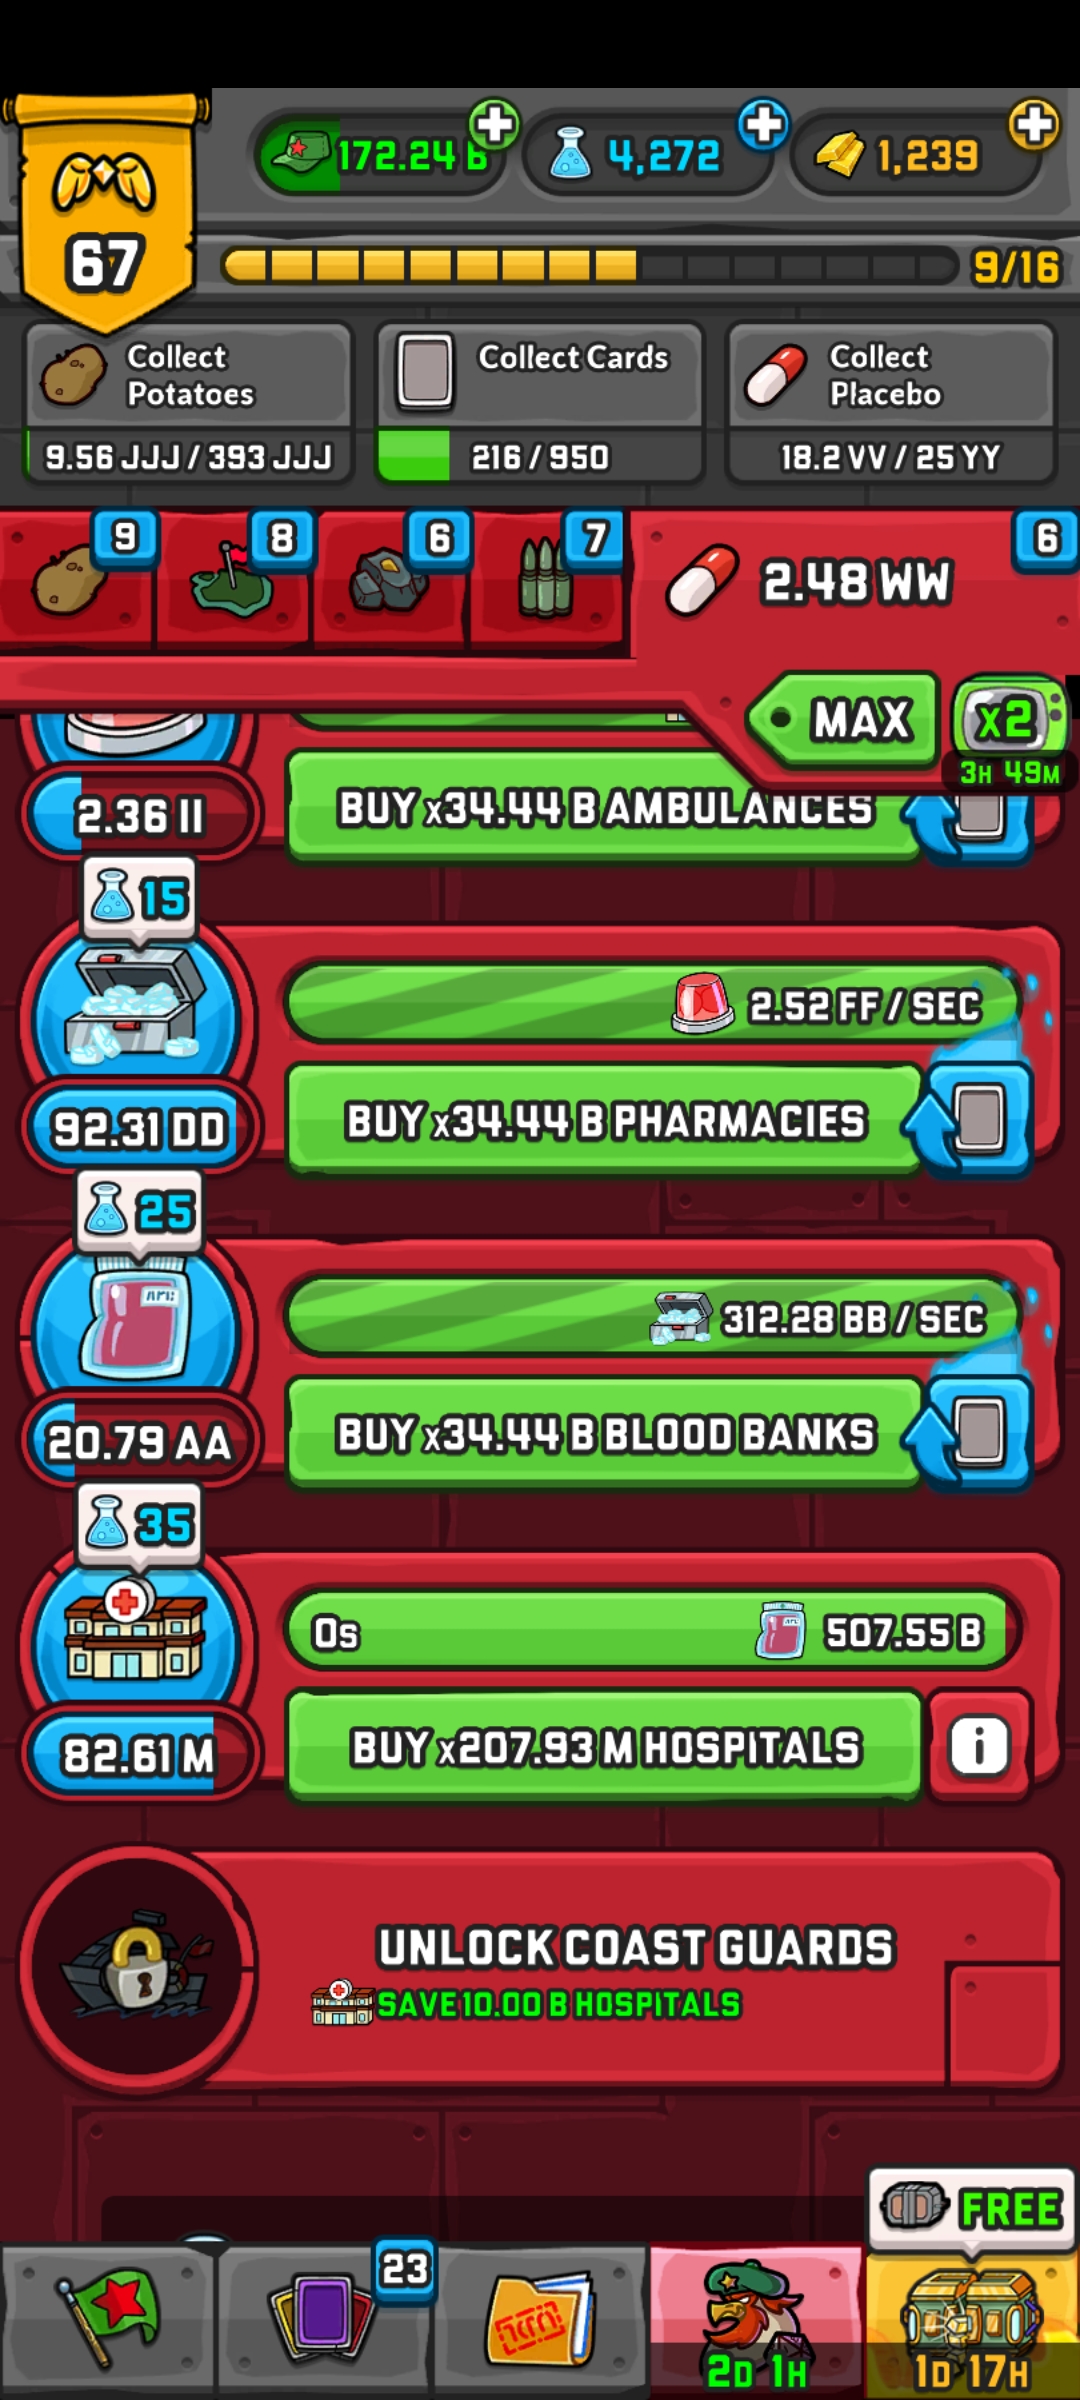 172.24 B
4,272
1,239
67
9/16
Collect
Potatoes
9.56 JJJ / 393 JJJ
Collect Cards
216 / 950
Collect
Placebo
18.2 VV / 25 YY
9
8
6
7
2.48 WW
6
MAX
x2
3H 49M
2.36 II
BUY x34.44 B AMBULANCES
15
2.52 FF / SEC
92.31 DD
BUY x34.44 B PHARMACIES
25
312.28 BB / SEC
20.79 AA
BUY x34.44 B BLOOD BANKS
35
0s
507.55 B
82.61 M
BUY x207.93 M HOSPITALS
i
UNLOCK COAST GUARDS
SAVE 10.00 B HOSPITALS
FREE
23
2D 1H
1D 17H